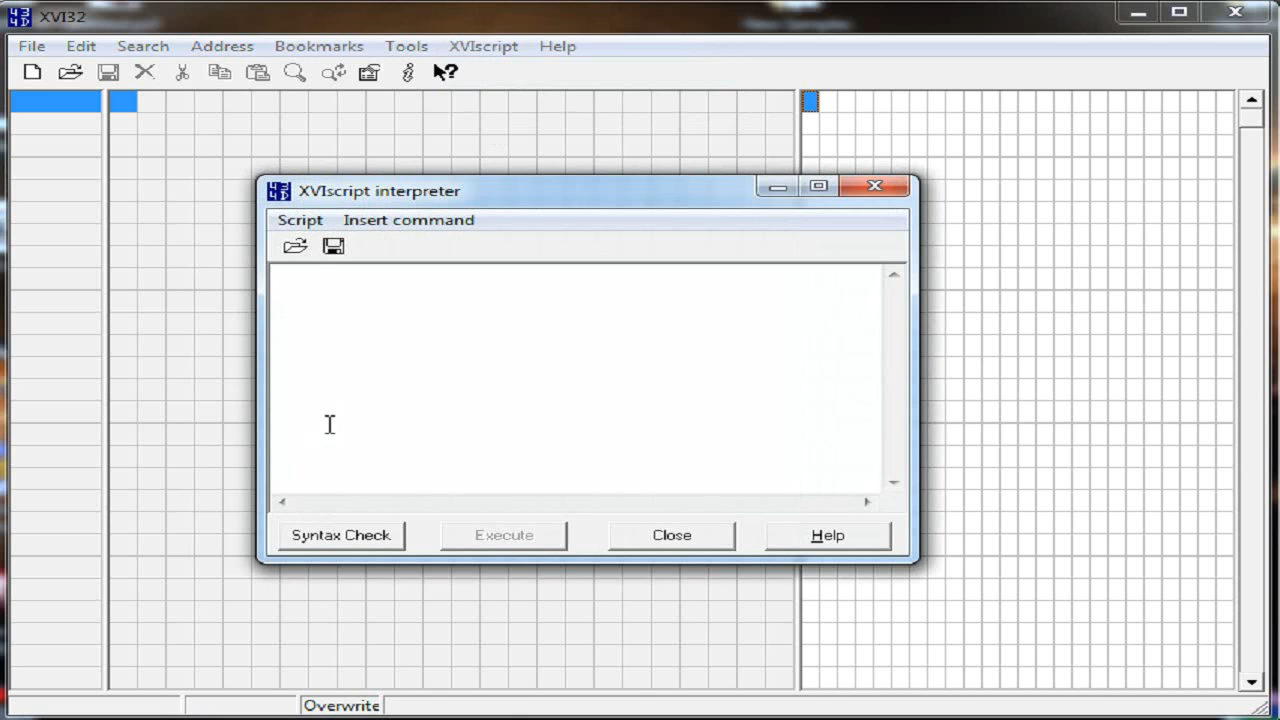 XVI32
File Edit Search Address Bookmarks Tools XVIscript Help
XVIscript interpreter
Script Insert command
Syntax Check Execute Close Help
Overwrite